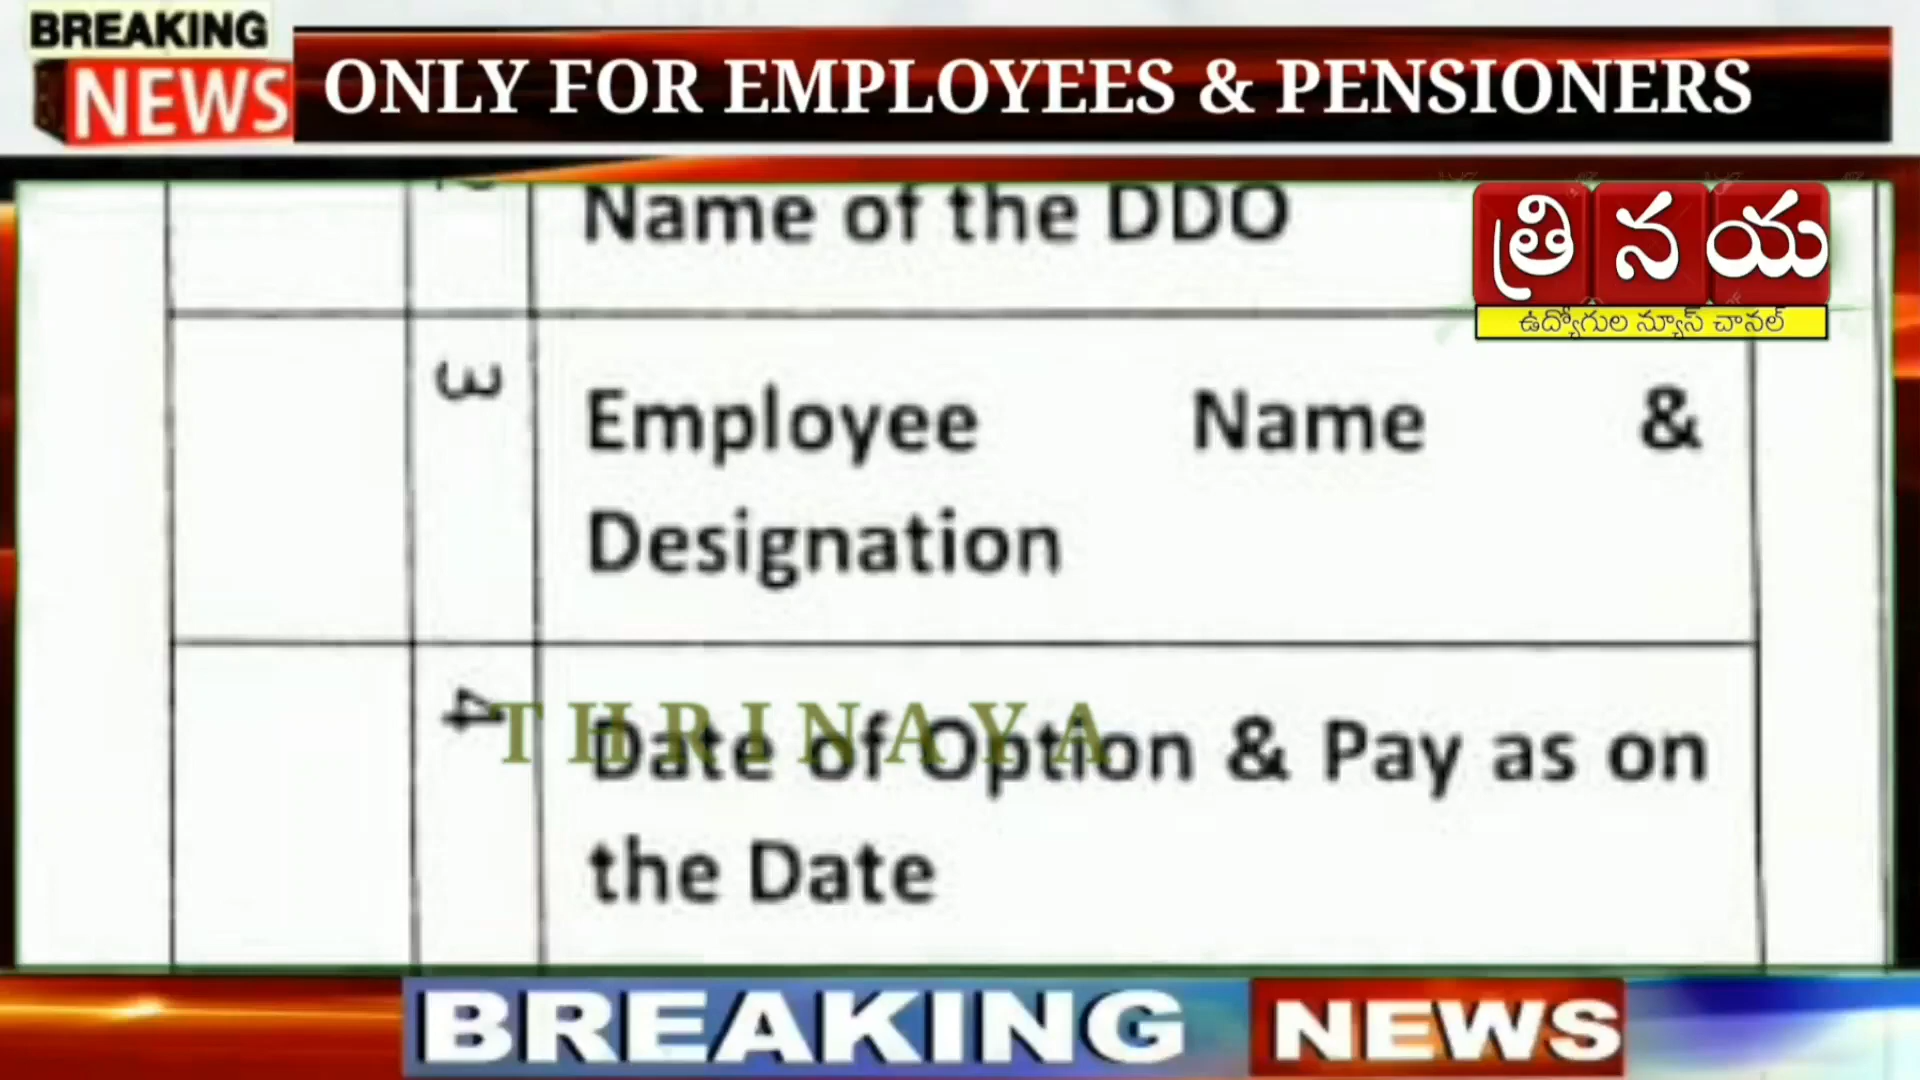 BREAKING
NEWS
ONLY FOR EMPLOYEES & PENSIONERS
Name of the DDO
త్రినయ
ఉద్యోగుల న్యూస్ చానల్
3
Employee Name &
Designation
4
THRINAYA
Date of Option & Pay as on
the Date
BREAKING NEWS